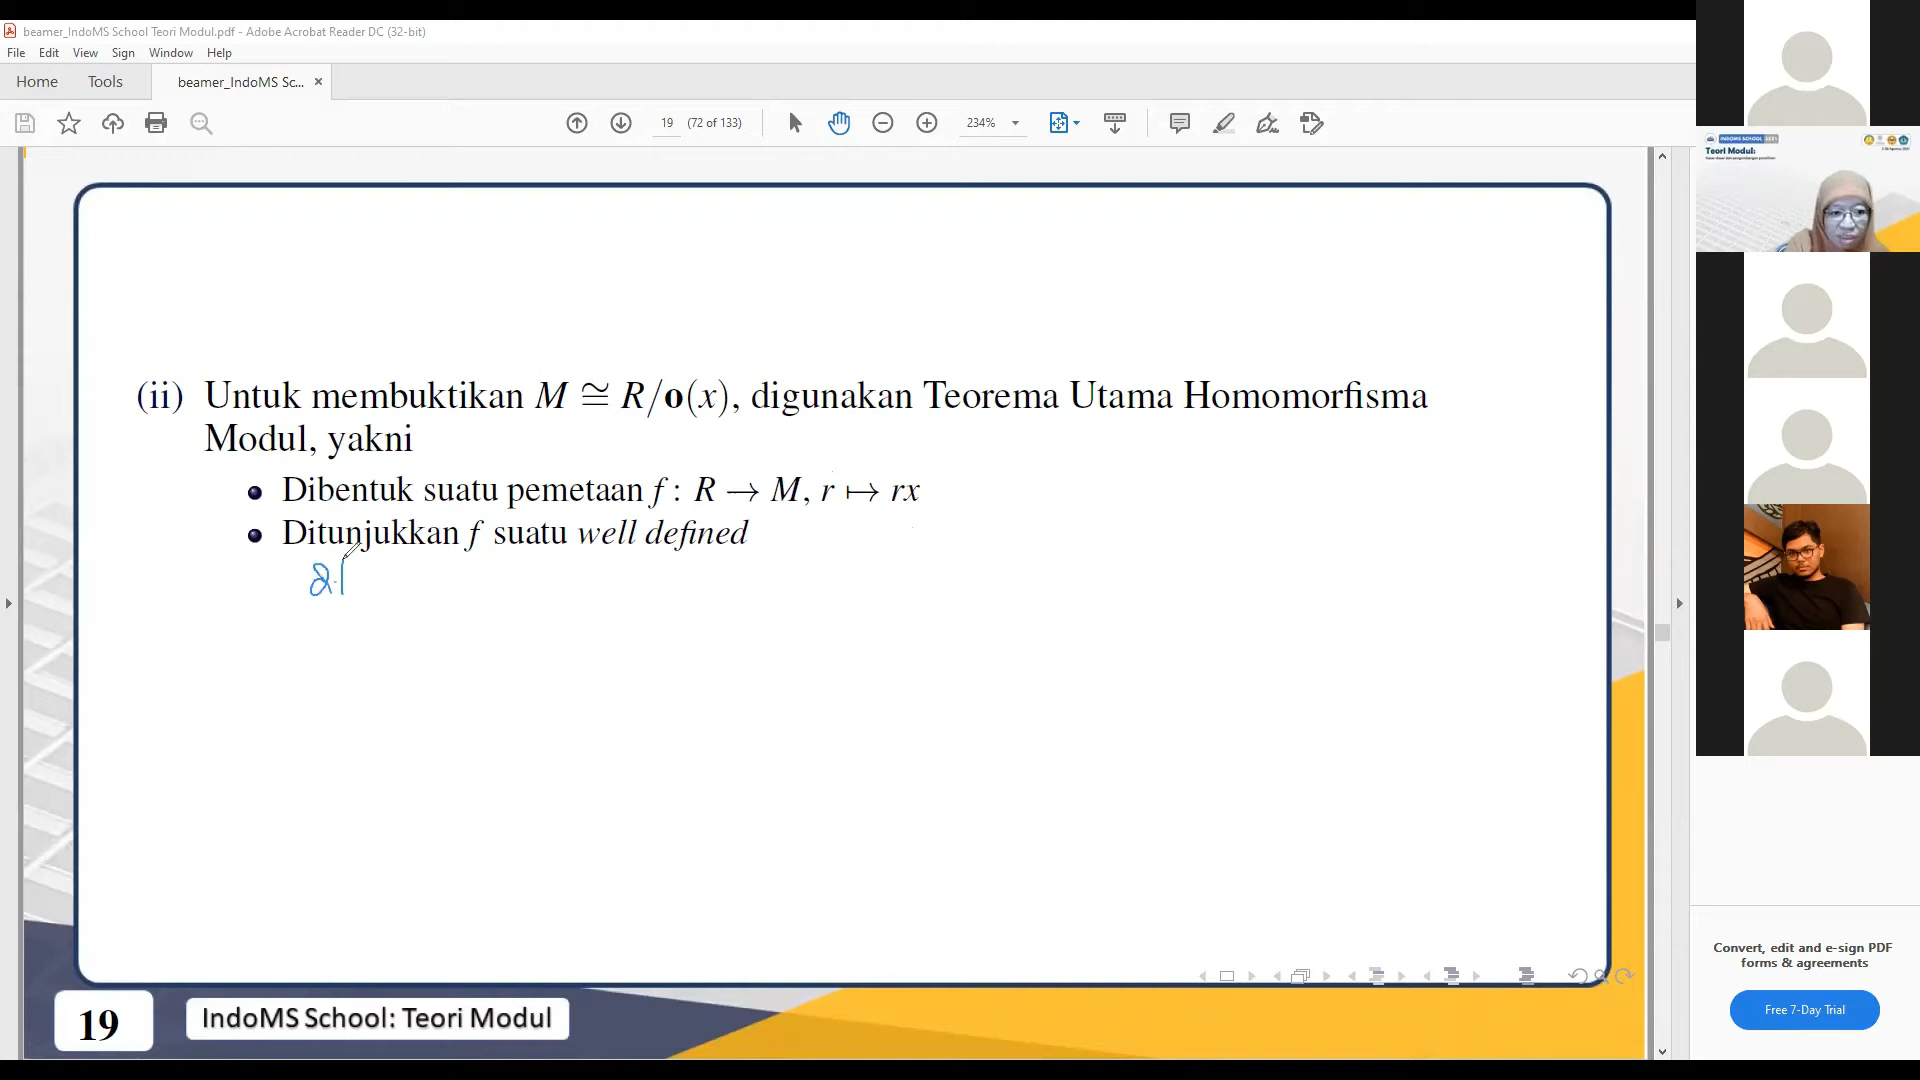 beamer_IndoMS School Teori Modul.pdf - Adobe Acrobat Reader DC (32-bit)
File Edit View Sign Window Help
Home Tools beamer_IndoMS Sc... ×
19 (72 of 133) 234%
INDOMS SCHOOL 2021
Teori Modul:
(ii) Untuk membuktikan M ≅ R/o(x), digunakan Teorema Utama Homomorfisma
Modul, yakni
Dibentuk suatu pemetaan f : R → M, r ↦ rx
Ditunjukkan f suatu well defined
19 IndoMS School: Teori Modul
Convert, edit and e-sign PDF
forms & agreements
Free 7-Day Trial